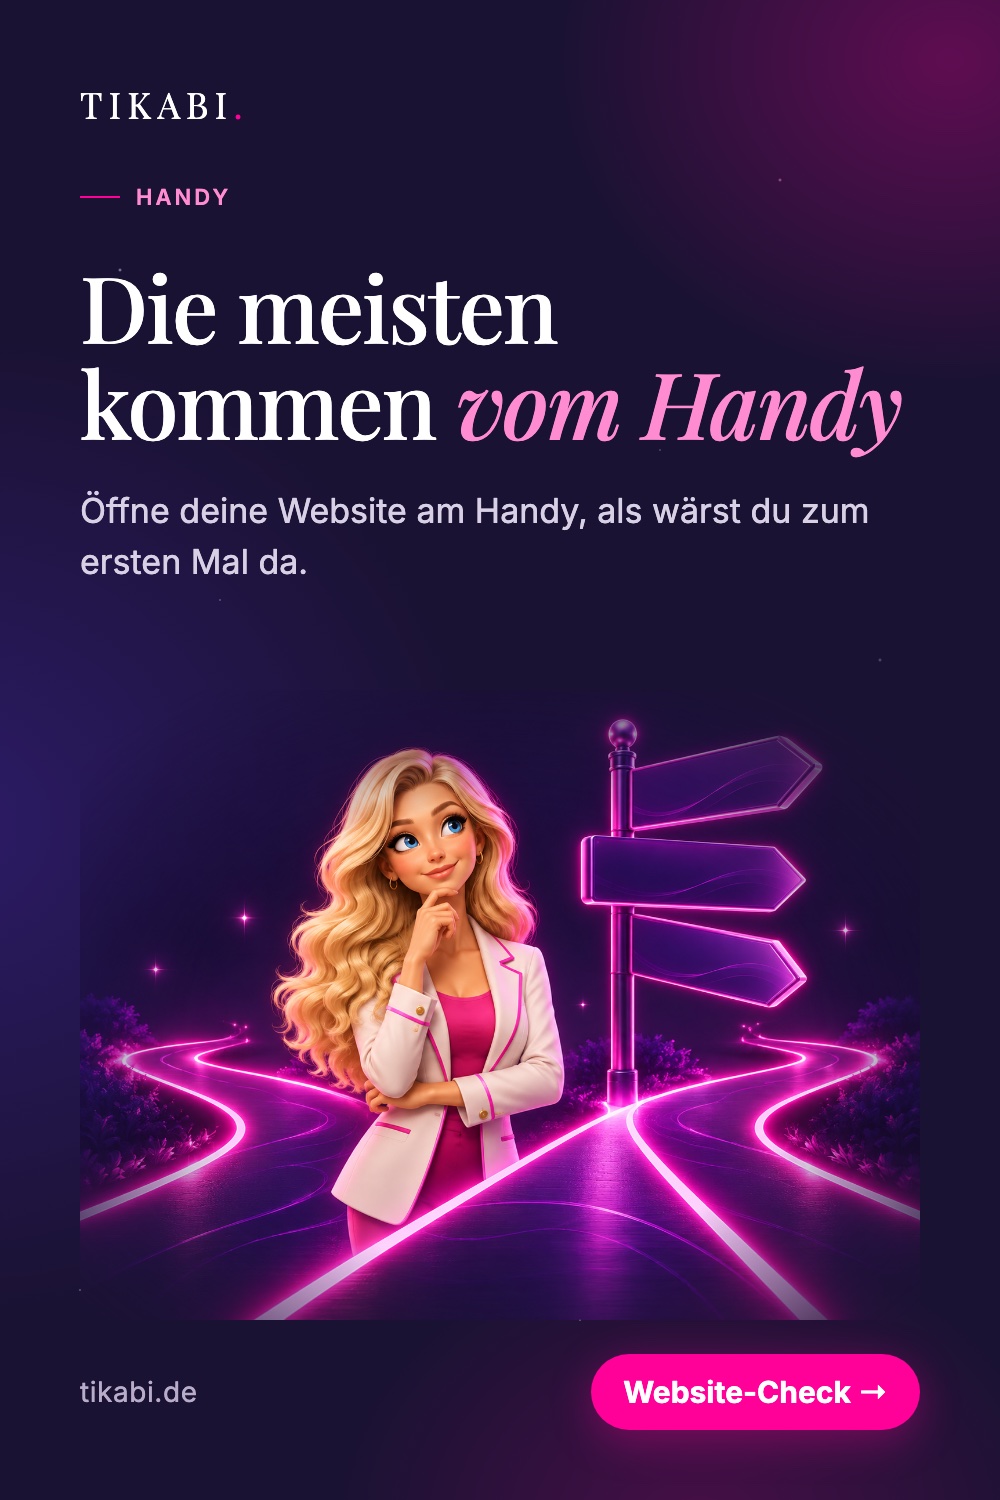 TIKABI.
HANDY
Die meisten
kommen vom Handy
Öffne deine Website am Handy, als wärst du zum
ersten Mal da.
tikabi.de
Website-Check →